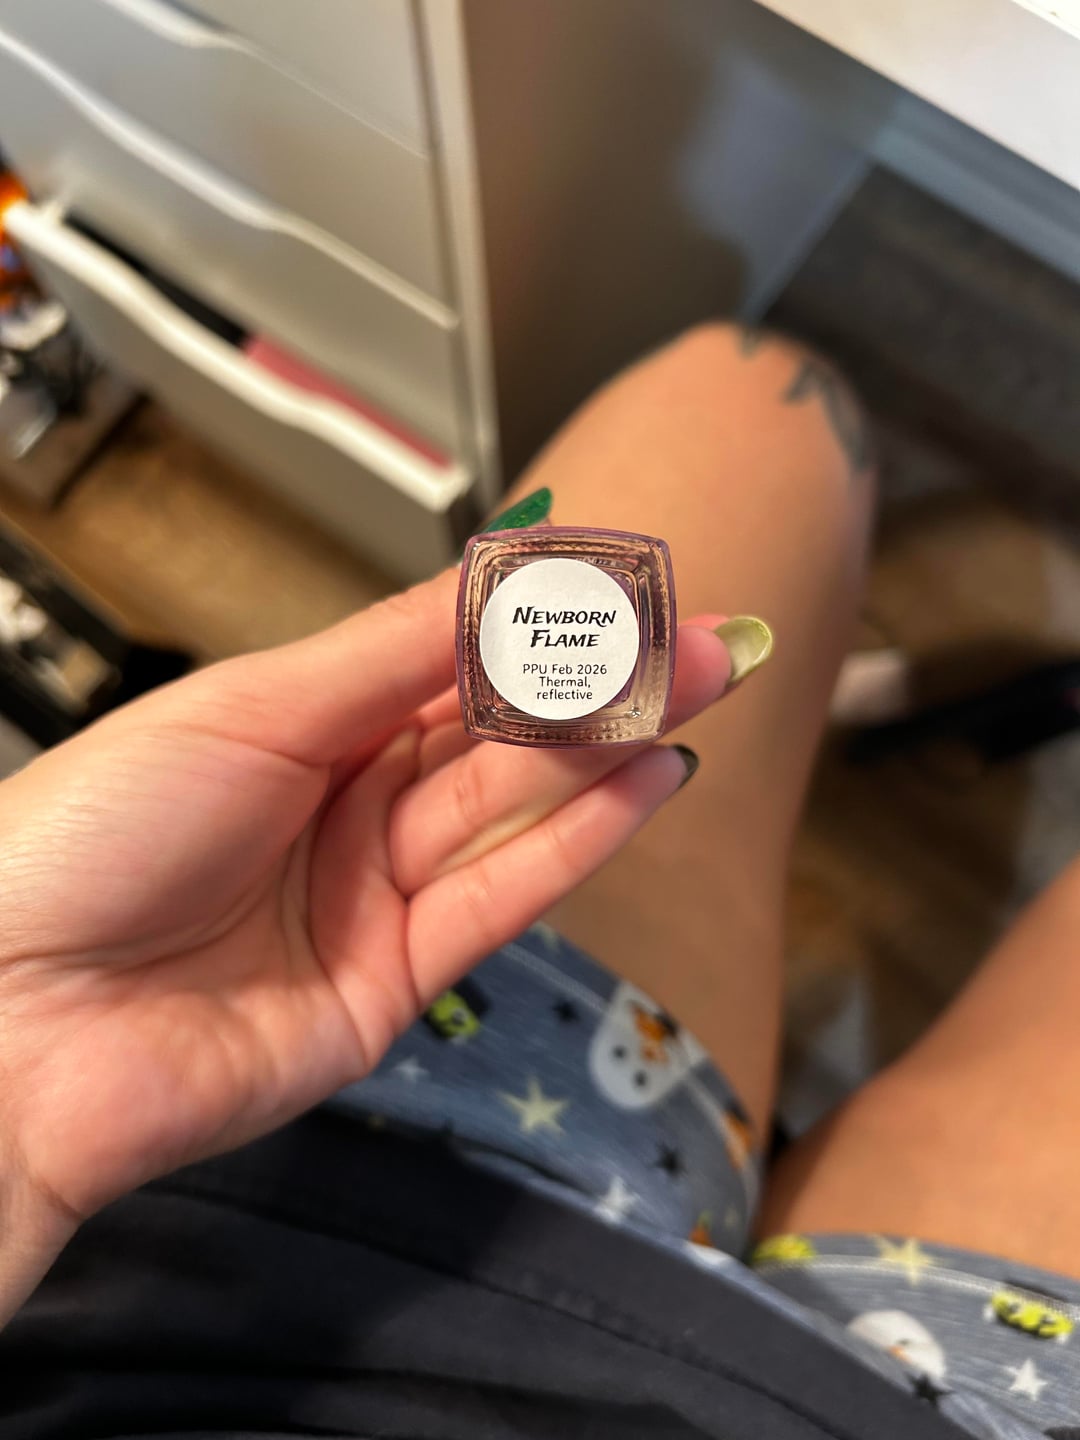 Newborn
Flame
PPU Feb 2026
Thermal,
reflective